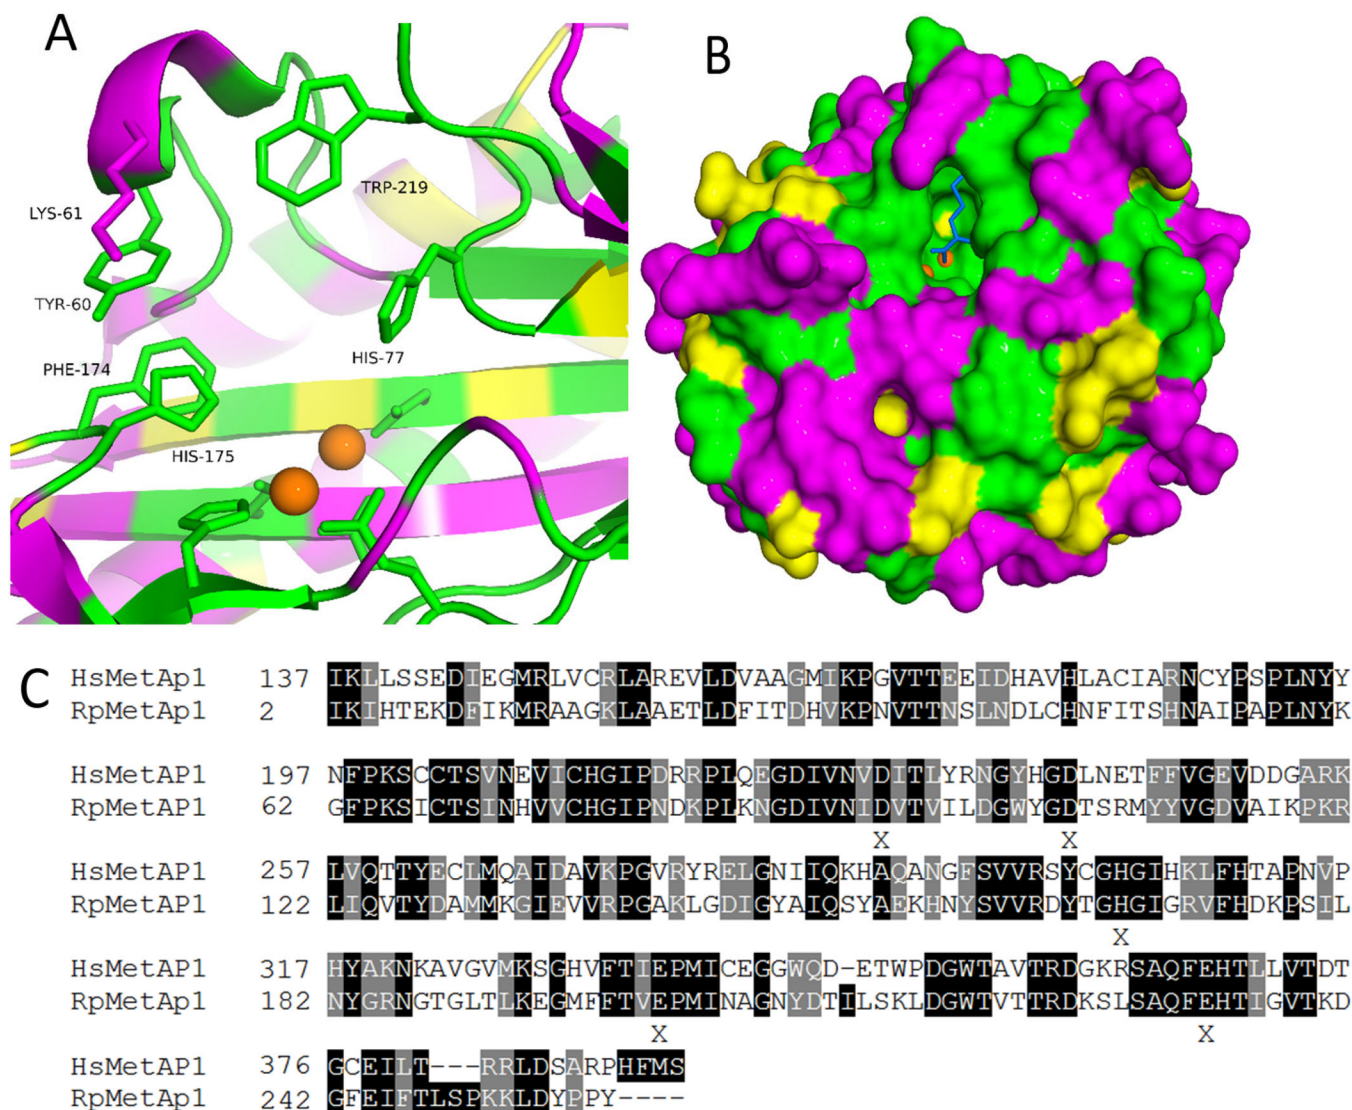 A
B
TRP-219
LYS-61
TYR-60
HIS-77
PHE-174
HIS-175
C
HsMetAp1 137 IKLLSSEDIEGMRLVCRLAREVLDVAAGMIKPGVTTEEIDHAVHLACIARNCYPSPLNYY
RpMetAp1 2 IKIHTEKDFIKMRAAGKLAAETLDFITDHVKPNVTTNSLNDLCHNFITSHNAIPAPLNYK
HsMetAP1 197 NFPKSCCTSVNEVICHGIPDRRPLQEGDIVNVDITLYRNGYHGDLNETFFVGEVDDGARK
RpMetAP1 62 GFPKSICTSINHVVCHGIPNDKPLKNGDIVNIDVTVILDGWYGDTSRMYYVGDVAIKPKR
X X
HsMetAP1 257 LVQTTYECLMQAIDAVKPGVRYRELGNIIQKHAQANGFSVVRSYCGHGIHKLFHTAPNVP
RpMetAP1 122 LIQVTYDAMMKGIEVVRPGAKLGDIGYAIQSYAEKHNYSVVRDYTGHGIGRVFHDKPSIL
X
HsMetAP1 317 HYAKNKAVGVMKSGHVFTIEPMICEGGWQD-ETWPDGWTAVTRDGKRSAQFEHTLLVTDT
RpMetAP1 182 NYGRNGTGLTLKEGMFFTVEPMINAGNYDTILSKLDGWTVTTRDKSLSAQFEHTIGVTKD
X X
HsMetAP1 376 GCEILT---RRLDSARPHFMS
RpMetAP1 242 GFEIFTLSPKKLDYPPY----